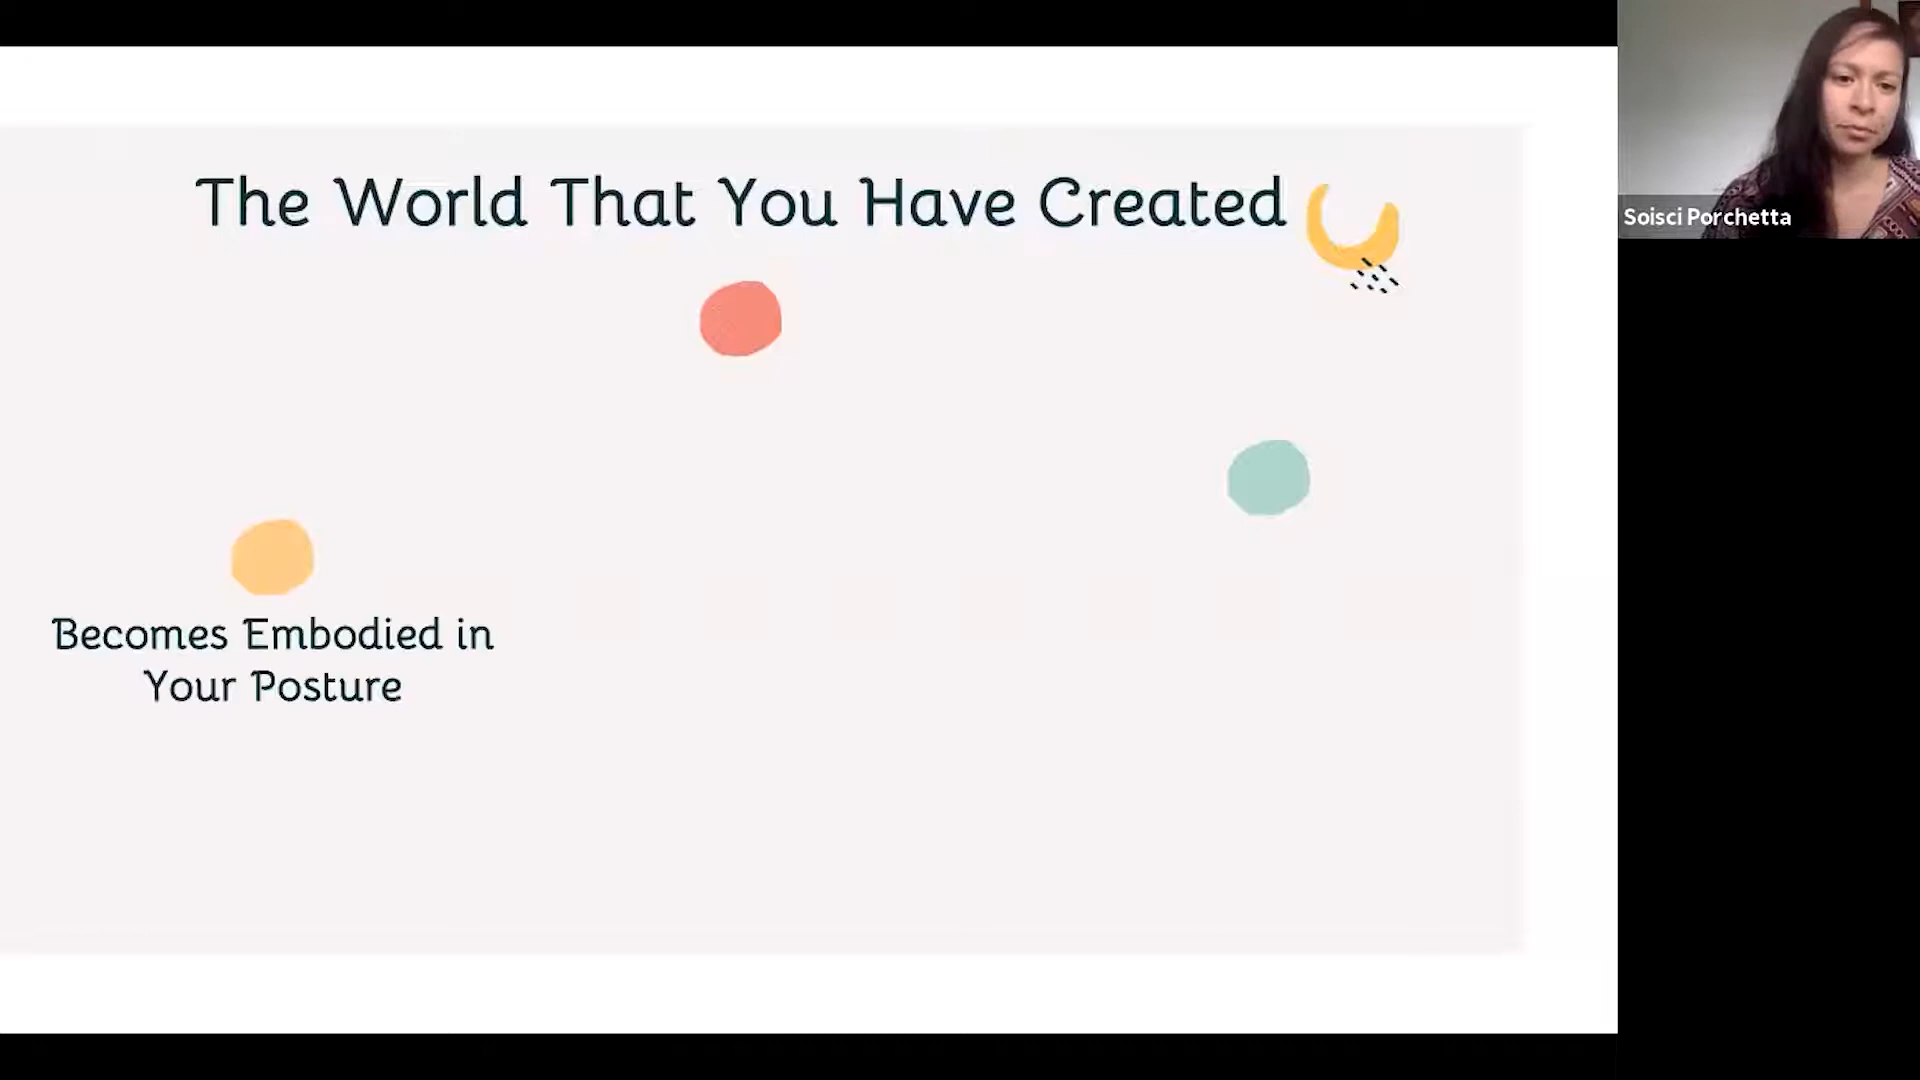 The World That You Have Created
Soisci Porchetta
Becomes Embodied in
Your Posture